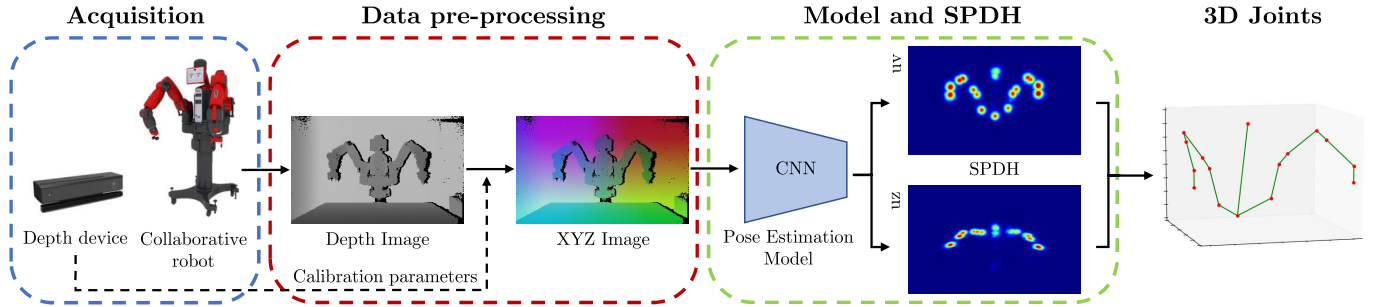 Acquisition
Data pre-processing
Model and SPDH
3D Joints
Depth device
Collaborative
robot
Depth Image
XYZ Image
Calibration parameters
CNN
Pose Estimation
Model
uv
SPDH
uz